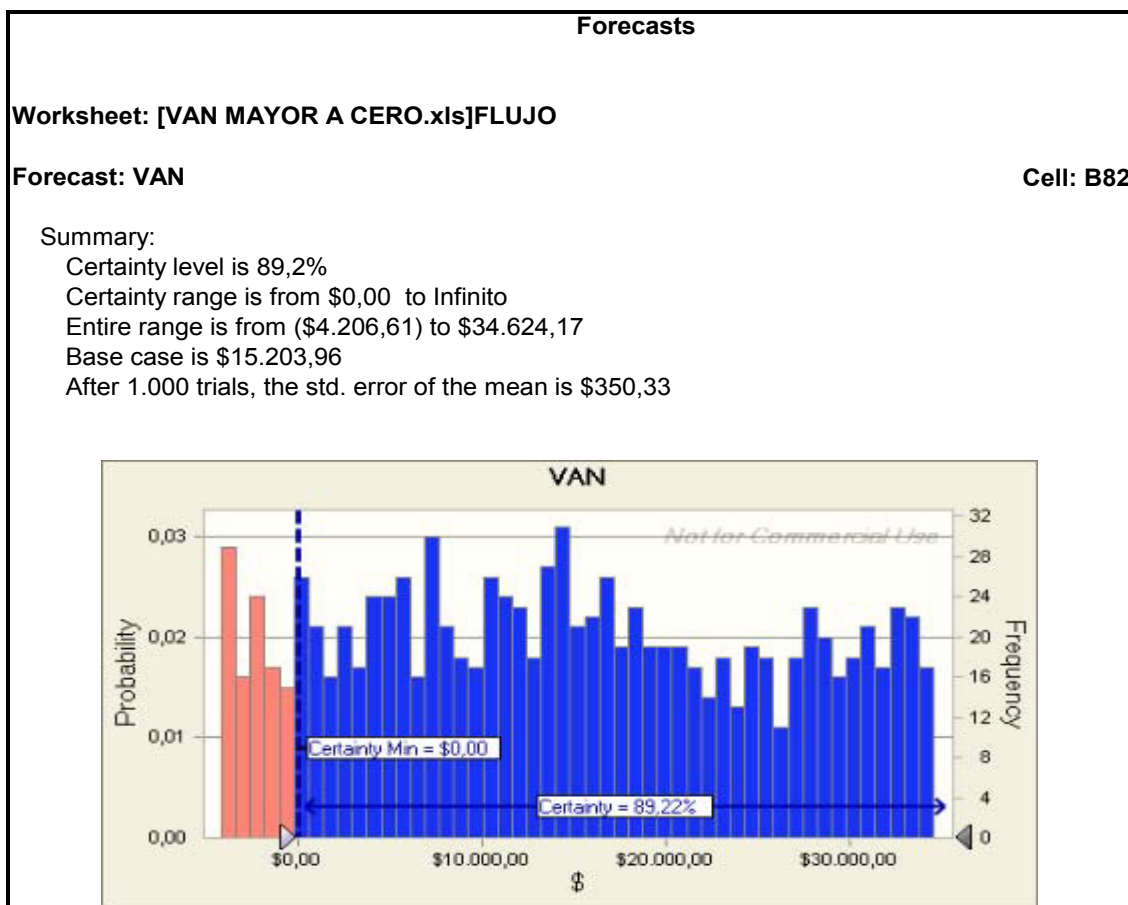 Forecasts
Worksheet: [VAN MAYOR A CERO.xls]FLUJO
Forecast: VAN Cell: B82
Summary:
Certainty level is 89,2%
Certainty range is from $0,00 to Infinito
Entire range is from ($4.206,61) to $34.624,17
Base case is $15.203,96
After 1.000 trials, the std. error of the mean is $350,33
VAN
Not for Commercial Use
0,03
0,02
0,01
0,00
Probability
32
28
24
20
16
12
8
4
0
Frequency
Certainty Min = $0,00
Certainty = 89,22%
$0,00 $10.000,00 $20.000,00 $30.000,00
$